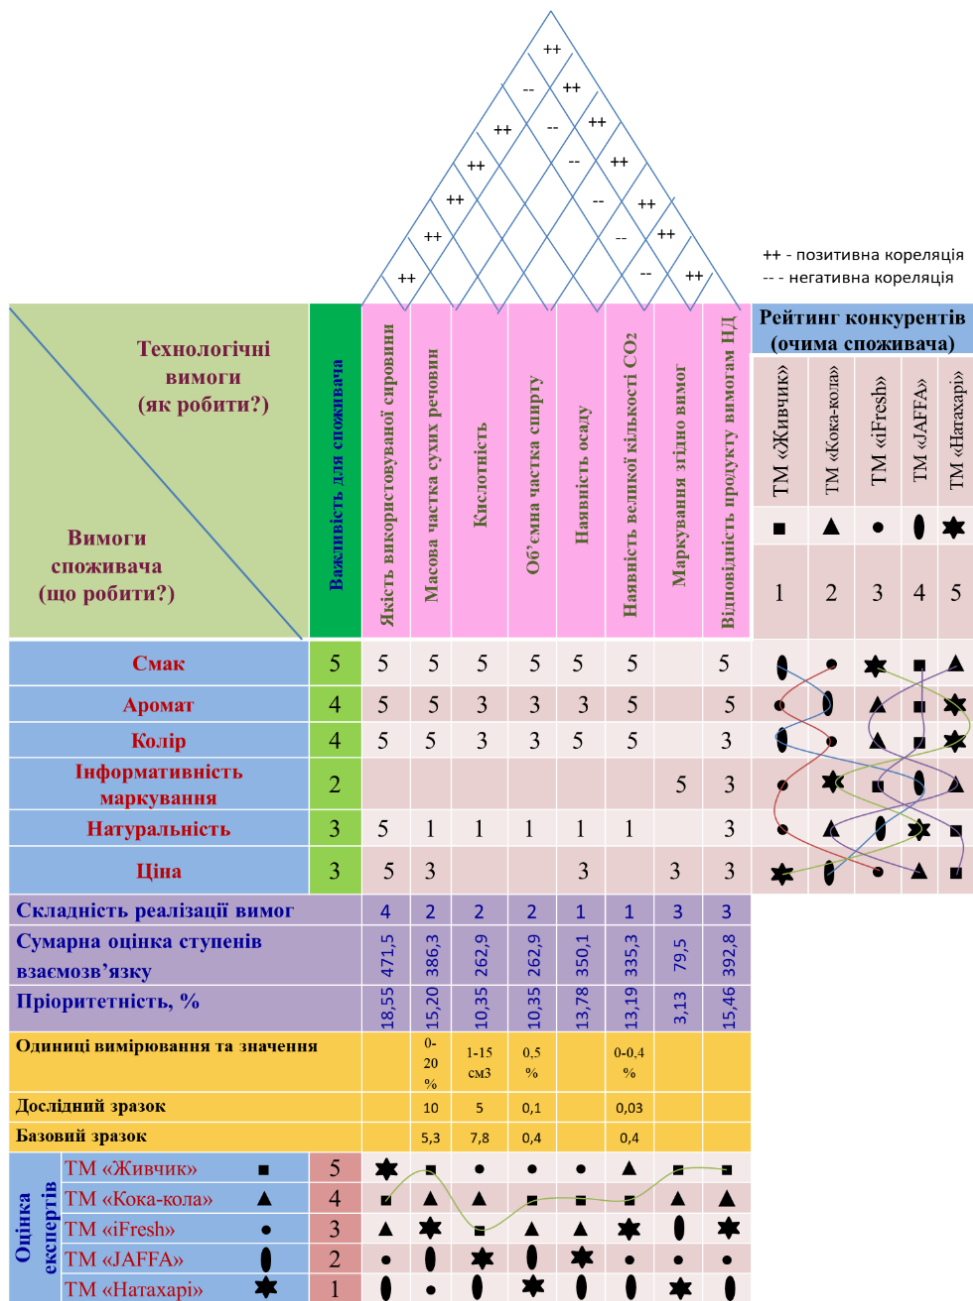 ++
-- ++
++ -- ++
++ -- ++
++ -- ++
++ -- ++
++ -- ++
++ - позитивна кореляція
-- - негативна кореляція
Технологічні
вимоги
(як робити?)
Вимоги
споживача
(що робити?)
Важливість для споживача
Якість використовуваної сировини
Масова частка сухих речовин
Кислотність
Об’ємна частка спирту
Наявність осаду
Наявність великої кількості СО2
Маркування згідно вимог
Відповідність продукту вимогам НД
Рейтинг конкурентів
(очима споживача)
ТМ «Живчик»
ТМ «Кока-кола»
ТМ «iFresh»
ТМ «JAFFA»
ТМ «Натахарі»
1 2 3 4 5
Смак 5 5 5 5 5 5 5 5
Аромат 4 5 5 3 3 3 5 5
Колір 4 5 5 3 3 5 5 3
Інформативність
маркування 2 5 3
Натуральність 3 5 1 1 1 1 1 3
Ціна 3 5 3 3 3 3
Складність реалізації вимог 4 2 2 2 1 1 3 3
Сумарна оцінка ступенів
взаємозв’язку 471,5 386,3 262,9 262,9 350,1 335,3 79,5 392,8
Пріоритетність, % 18,55 15,20 10,35 10,35 13,78 13,19 3,13 15,46
Одиниці вимірювання та значення 0-20 % 1-15 см3 0,5 % 0-0,4 %
Дослідний зразок 10 5 0,1 0,03
Базовий зразок 5,3 7,8 0,4 0,4
Оцінка
експертів
ТМ «Живчик» 5
ТМ «Кока-кола» 4
ТМ «iFresh» 3
ТМ «JAFFA» 2
ТМ «Натахарі» 1